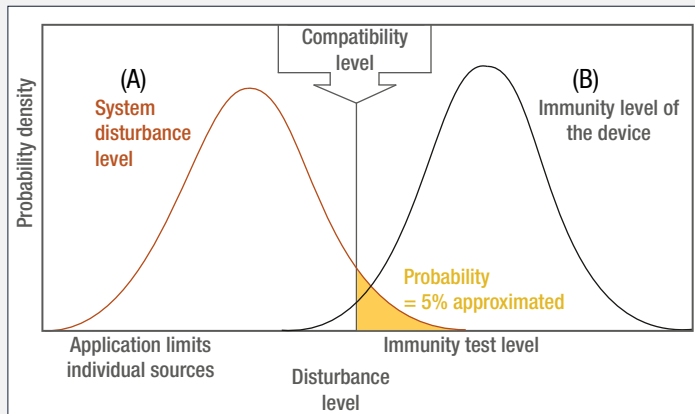 Compatibility
level
(A)
System
disturbance
level
(B)
Immunity level of
the device
Probability density
Probability
= 5% approximated
Application limits
individual sources
Immunity test level
Disturbance
level